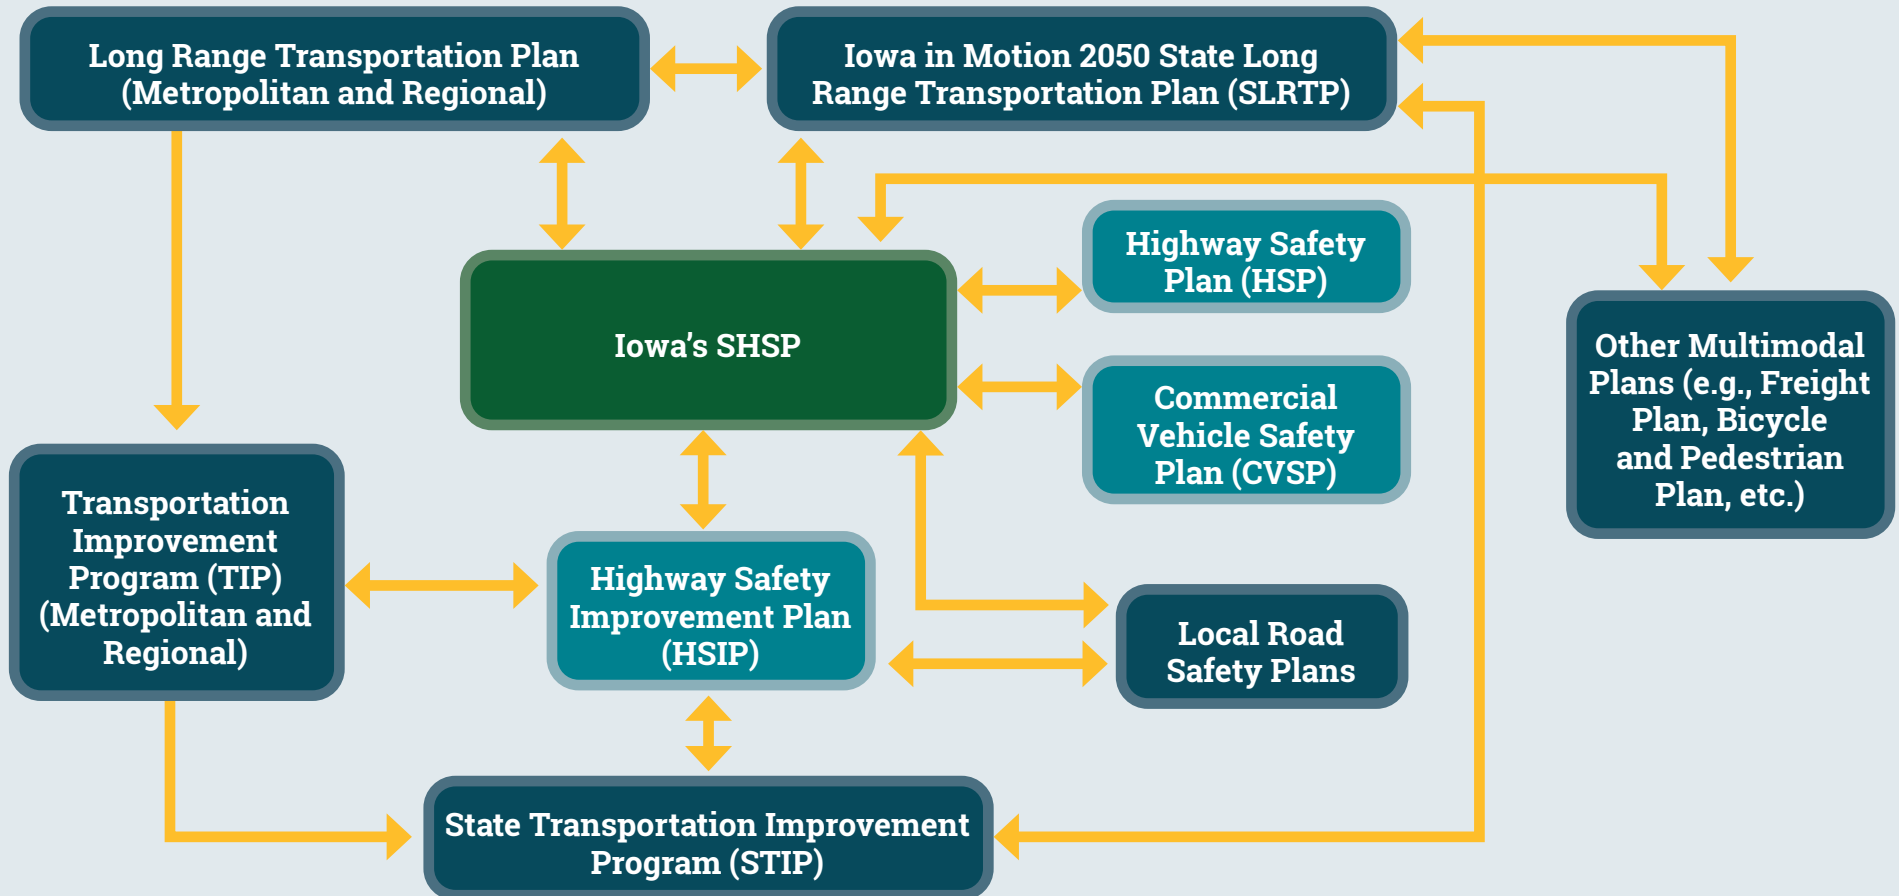 Long Range Transportation Plan
(Metropolitan and Regional)
Iowa in Motion 2050 State Long
Range Transportation Plan (SLRTP)
Highway Safety
Plan (HSP)
Iowa’s SHSP
Other Multimodal
Plans (e.g., Freight
Plan, Bicycle
and Pedestrian
Plan, etc.)
Commercial
Vehicle Safety
Plan (CVSP)
Transportation
Improvement
Program (TIP)
(Metropolitan and
Regional)
Highway Safety
Improvement Plan
(HSIP)
Local Road
Safety Plans
State Transportation Improvement
Program (STIP)